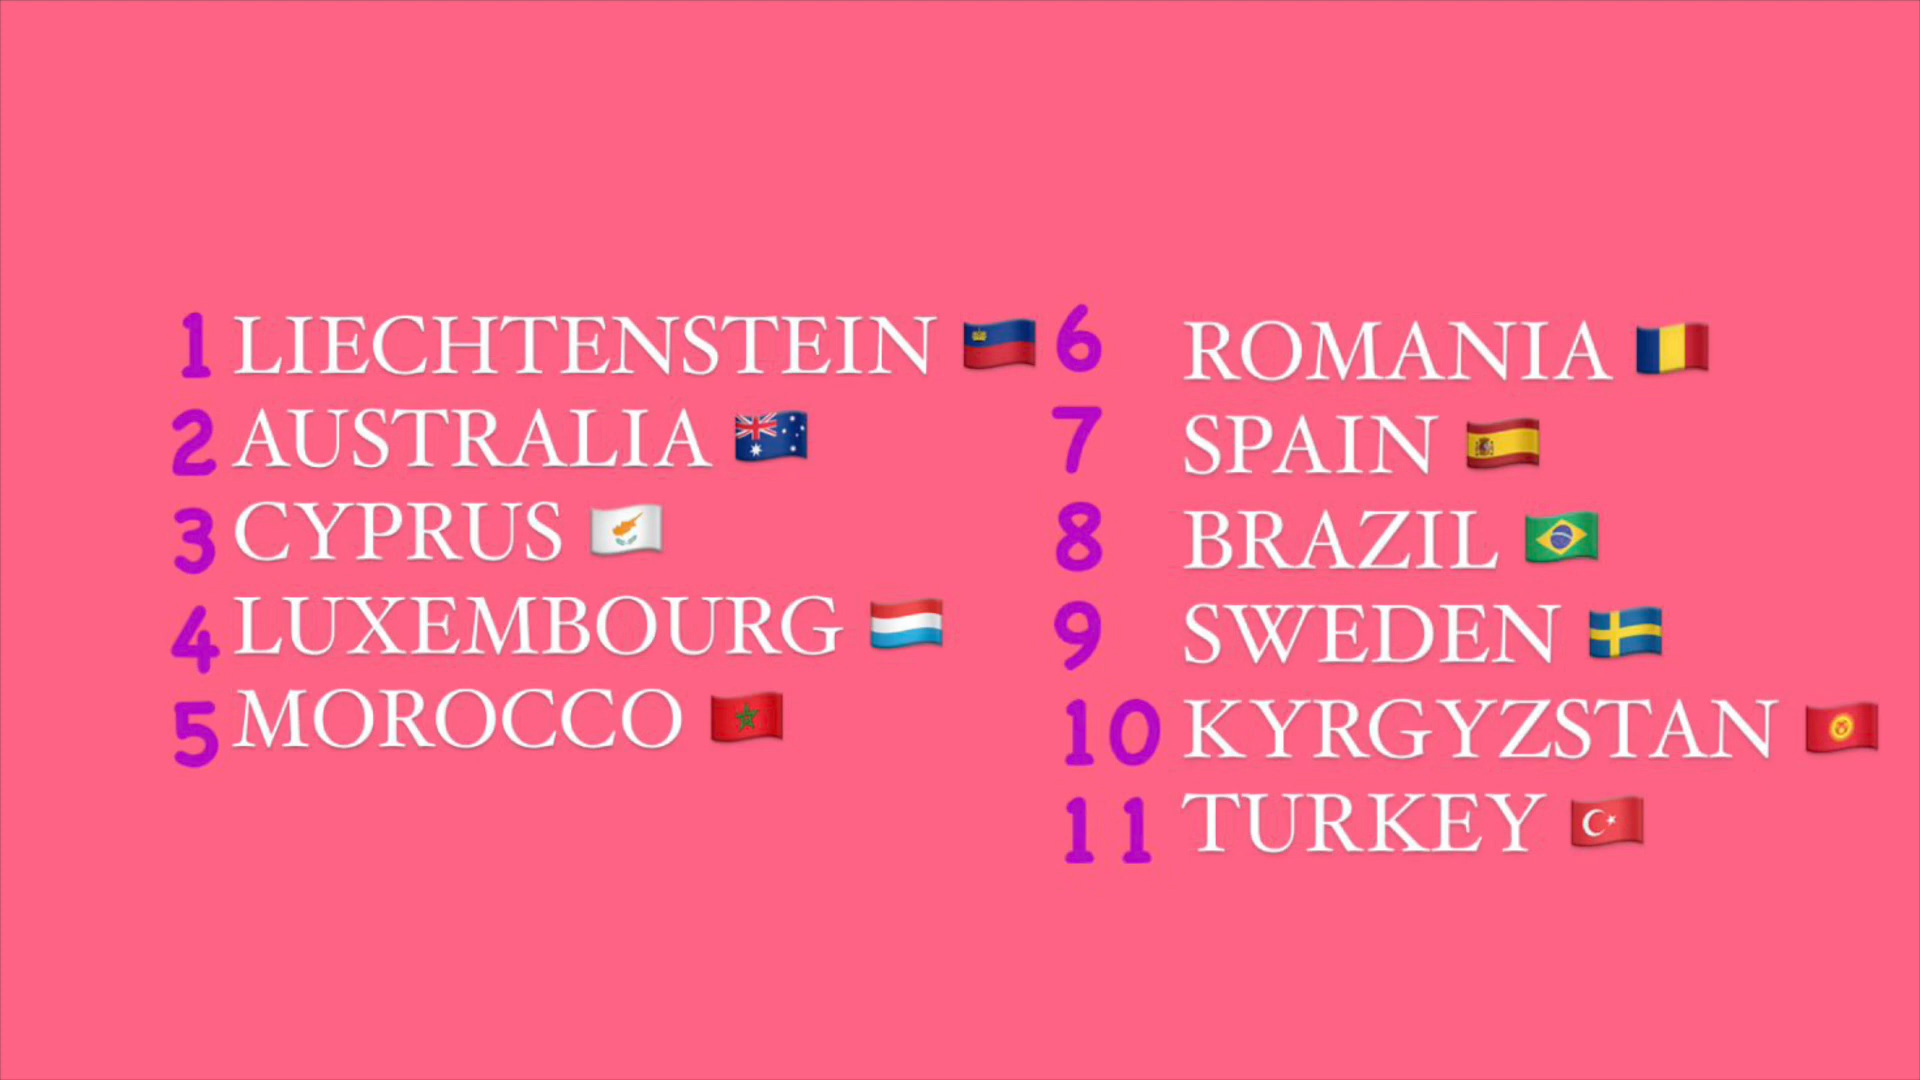 1 LIECHTENSTEIN 🇱🇮
2 AUSTRALIA 🇦🇺
3 CYPRUS 🇨🇾
4 LUXEMBOURG 🇱🇺
5 MOROCCO 🇲🇦
6 ROMANIA 🇷🇴
7 SPAIN 🇪🇸
8 BRAZIL 🇧🇷
9 SWEDEN 🇸🇪
10 KYRGYZSTAN 🇰🇬
11 TURKEY 🇹🇷